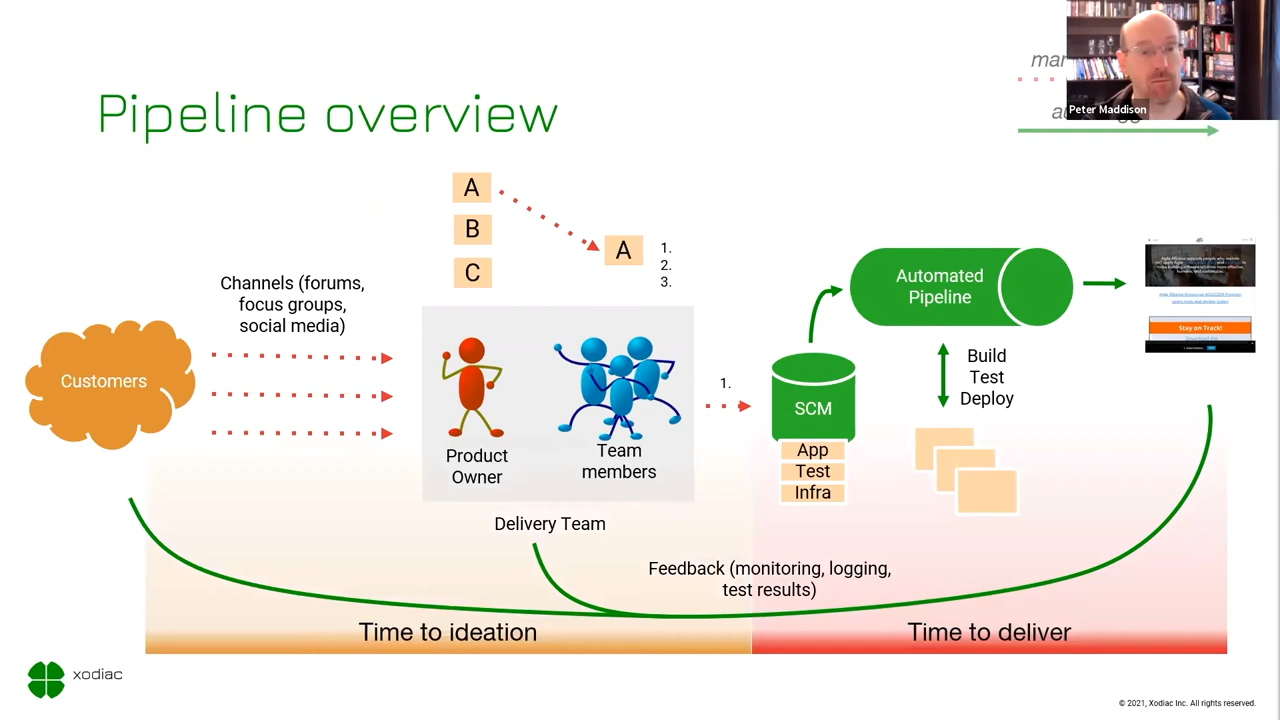 Pipeline overview
Peter Maddison
A
B
C
A
1.
2.
3.
Channels (forums,
focus groups,
social media)
Customers
Product
Owner
Team
members
Delivery Team
1.
SCM
App
Test
Infra
Automated
Pipeline
Build
Test
Deploy
Stay on Track!
Feedback (monitoring, logging,
test results)
Time to ideation
Time to deliver
xodiac
© 2021, Xodiac Inc. All rights reserved.